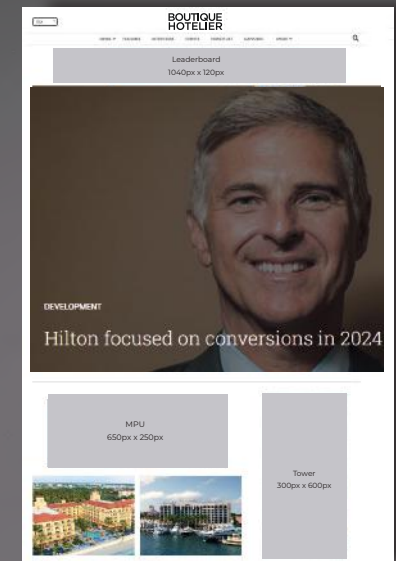 BOUTIQUE
HOTELIER
Leaderboard
1040px x 120px
DEVELOPMENT
Hilton focused on conversions in 2024
MPU
650px x 250px
Tower
300px x 600px